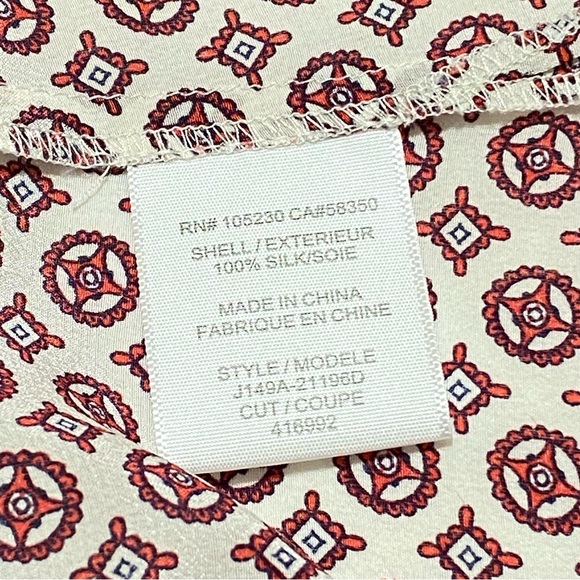 RN# 105230 CA#58350
SHELL / EXTERIEUR
100% SILK/SOIE
MADE IN CHINA
FABRIQUE EN CHINE
STYLE / MODELE
J149A-21196D
CUT / COUPE
416992